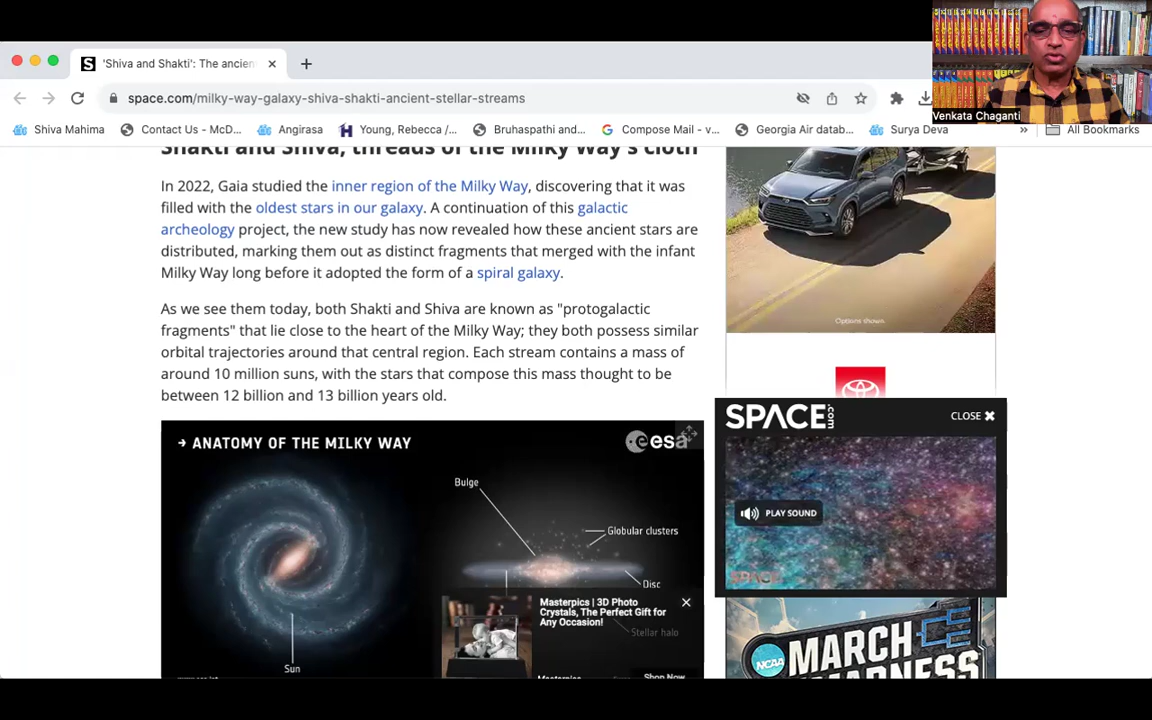 'Shiva and Shakti': The ancien
space.com/milky-way-galaxy-shiva-shakti-ancient-stellar-streams
Venkata Chaganti
Shiva Mahima
Contact Us - McD...
Angirasa
Young, Rebecca /...
Bruhaspathi and...
Compose Mail - v...
Georgia Air datab...
Surya Deva
»
All Bookmarks
Shakti and Shiva, threads of the Milky Way's cloth
In 2022, Gaia studied the inner region of the Milky Way, discovering that it was
filled with the oldest stars in our galaxy. A continuation of this galactic
archeology project, the new study has now revealed how these ancient stars are
distributed, marking them out as distinct fragments that merged with the infant
Milky Way long before it adopted the form of a spiral galaxy.
As we see them today, both Shakti and Shiva are known as "protogalactic
fragments" that lie close to the heart of the Milky Way; they both possess similar
orbital trajectories around that central region. Each stream contains a mass of
around 10 million suns, with the stars that compose this mass thought to be
between 12 billion and 13 billion years old.
→ ANATOMY OF THE MILKY WAY
esa
Bulge
Globular clusters
Disc
Stellar halo
Sun
Masterpics | 3D Photo
Crystals, The Perfect Gift for
Any Occasion!
Masterpics
Shop Now
Options shown.
SPACE.com
CLOSE ✖
PLAY SOUND
SPACE
NCAA
MARCH
MADNESS